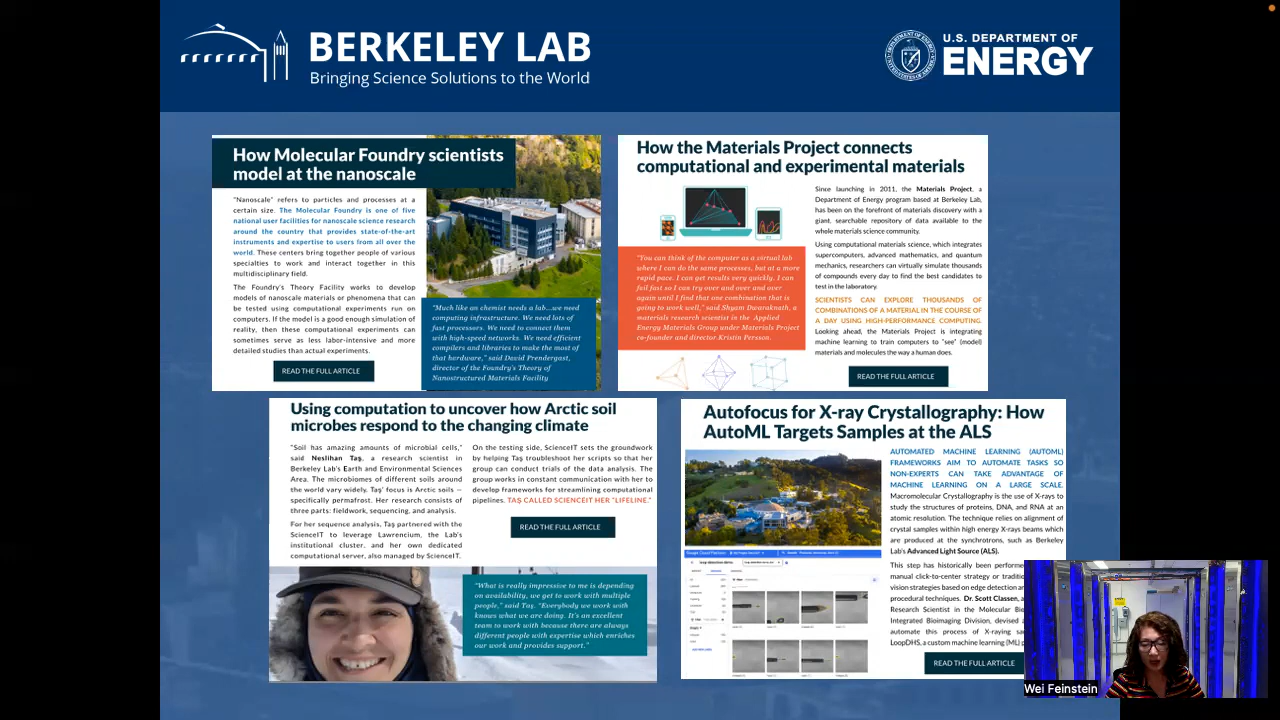 BERKELEY LAB
Bringing Science Solutions to the World
U.S. DEPARTMENT OF
ENERGY
How Molecular Foundry scientists
model at the nanoscale
"Nanoscale" refers to particles and processes at a
certain size. The Molecular Foundry is one of five
national user facilities for nanoscale science research
around the country that provides state-of-the-art
instruments and expertise to users from all over the
world. These centers bring together people of various
specialties to work and interact together in this
multidisciplinary field.
The Foundry's Theory Facility works to develop
models of nanoscale materials or phenomena that can
be tested using computational experiments run on
computers. If the model is a good enough simulation of
reality, then these computational experiments can
sometimes serve as less labor-intensive and more
detailed studies than actual experiments.
READ THE FULL ARTICLE
"Much like an chemist needs a lab...we need
computing infrastructure. We need lots of
fast processors. We need to connect them
with high-speed networks. We need efficient
compilers and libraries to make the most of
that hardware," said David Prendergast,
director of the Foundry's Theory of
Nanostructured Materials Facility
How the Materials Project connects
computational and experimental materials
"You can think of the computer as a virtual lab
where I can do the same processes, but at a more
rapid pace. I can get results very quickly. I can
fail fast so I can try over and over and over
again until I find that one combination that is
going to work well," said Shyam Dwaraknath, a
materials research scientist in the Applied
Energy Materials Group under Materials Project
co-founder and director Kristin Persson.
Since launching in 2011, the Materials Project, a
Department of Energy program based at Berkeley Lab,
has been on the forefront of materials discovery with a
giant, searchable repository of data available to the
whole materials science community.
Using computational materials science, which integrates
supercomputers, advanced mathematics, and quantum
mechanics, researchers can virtually simulate thousands
of compounds every day to find the best candidates to
test in the laboratory.
SCIENTISTS CAN EXPLORE THOUSANDS OF
COMBINATIONS OF A MATERIAL IN THE COURSE OF
A DAY USING HIGH-PERFORMANCE COMPUTING.
Looking ahead, the Materials Project is integrating
machine learning to train computers to "see" (model)
materials and molecules the way a human does.
READ THE FULL ARTICLE
Using computation to uncover how Arctic soil
microbes respond to the changing climate
"Soil has amazing amounts of microbial cells,"
said Neslihan Taş, a research scientist in
Berkeley Lab's Earth and Environmental Sciences
Area. The microbiomes of different soils around
the world vary widely. Taş' focus is Arctic soils —
specifically permafrost. Her research consists of
three parts: fieldwork, sequencing, and analysis.
For her sequence analysis, Taş partnered with the
ScienceIT to leverage Lawrencium, the Lab's
institutional cluster, and her own dedicated
computational server, also managed by ScienceIT.
On the testing side, ScienceIT sets the groundwork
by helping Taş troubleshoot her scripts so that her
group can conduct trials of the data analysis. The
group works in constant communication with her to
develop frameworks for streamlining computational
pipelines. TAŞ CALLED SCIENCEIT HER "LIFELINE."
READ THE FULL ARTICLE
"What is really impressive to me is depending
on availability, we get to work with multiple
people," said Taş. "Everybody we work with
knows what we are doing. It's an excellent
team to work with because there are always
different people with expertise which enriches
our work and provides support."
Autofocus for X-ray Crystallography: How
AutoML Targets Samples at the ALS
AUTOMATED MACHINE LEARNING (AUTOML)
FRAMEWORKS AIM TO AUTOMATE TASKS SO
NON-EXPERTS CAN TAKE ADVANTAGE OF
MACHINE LEARNING ON A LARGE SCALE.
Macromolecular Crystallography is the use of X-rays to
study the structures of proteins, DNA, and RNA at an
atomic resolution. The technique relies on alignment of
crystal samples within high energy X-rays beams which
are produced at the synchrotrons, such as Berkeley
Lab's Advanced Light Source (ALS).
This step has historically been perform
manual click-to-center strategy or traditio
vision strategies based on edge detection a
procedural techniques. Dr. Scott Classen,
Research Scientist in the Molecular Bio
Integrated Bioimaging Division, devised a
automate this process of X-raying sa
LoopDHS, a custom machine learning (ML) p
READ THE FULL ARTICLE
Google Cloud Platform
Wei Feinstein